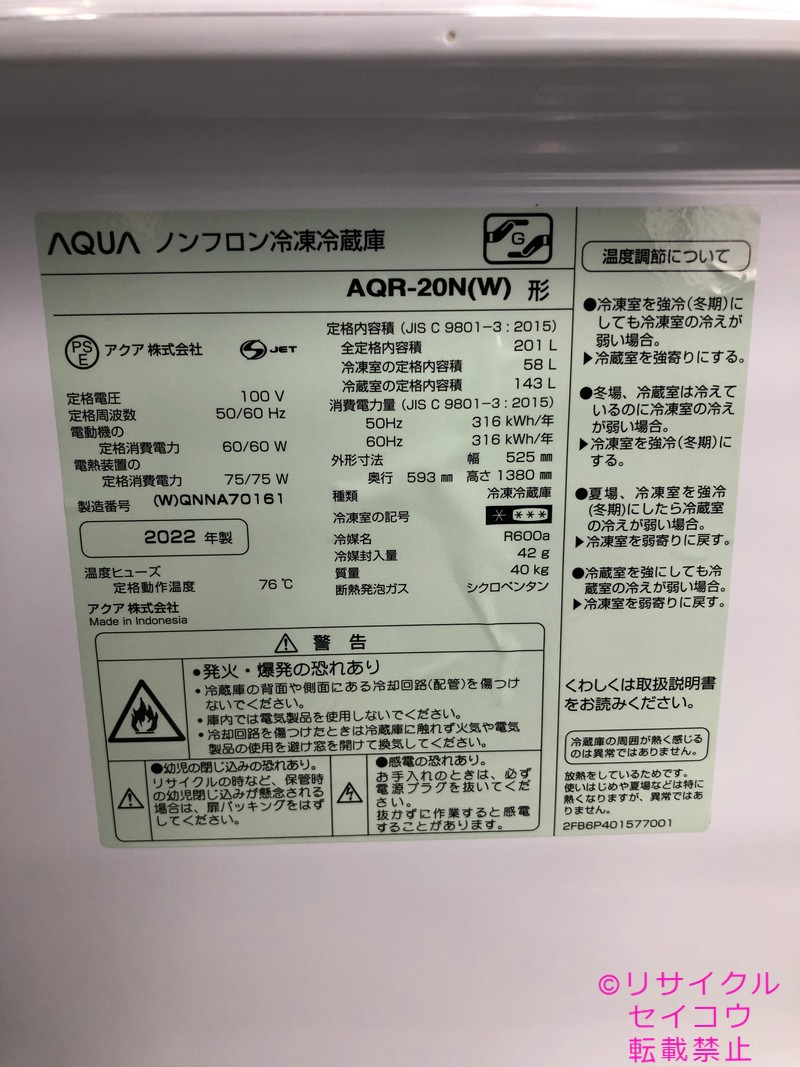 AQUA ノンフロン冷凍冷蔵庫
G
AQR-20N(W) 形
PS
E
アクア 株式会社
S JET
定格電圧 100 V
定格周波数 50/60 Hz
電動機の
定格消費電力 60/60 W
電熱装置の
定格消費電力 75/75 W
製造番号 (W)QNNA70161
2022 年製
温度ヒューズ
定格動作温度 76 ℃
アクア 株式会社
Made in Indonesia
定格内容積 (JIS C 9801-3 : 2015)
全定格内容積 201 L
冷凍室の定格内容積 58 L
冷蔵室の定格内容積 143 L
消費電力量 (JIS C 9801-3 : 2015)
50Hz 316 kWh/年
60Hz 316 kWh/年
外形寸法 幅 525 ㎜
奥行 593 ㎜ 高さ 1380 ㎜
種類 冷凍冷蔵庫
冷凍室の記号 * ***
冷媒名 R600a
冷媒封入量 42 g
質量 40 kg
断熱発泡ガス シクロペンタン
⚠ 警 告
●発火・爆発の恐れあり
・冷蔵庫の背面や側面にある冷却回路(配管)を傷つけ
ないでください。
・庫内では電気製品を使用しないでください。
・冷却回路を傷つけたときは冷蔵庫に触れず火気や電気
製品の使用を避け窓を開けて換気してください。
●幼児の閉じ込みの恐れあり。
リサイクルの時など、保管時
の幼児閉じ込みが懸念される
場合は、扉パッキングをはず
してください。
●感電の恐れあり。
お手入れのときは、必ず
電源プラグを抜いてくだ
さい。
抜かずに作業すると感電
することがあります。
温度調節について
●冷凍室を強冷(冬期)に
しても冷凍室の冷えが
弱い場合。
▶冷蔵室を強寄りにする。
●冬場、冷蔵室は冷えて
いるのに冷凍室の冷え
が弱い場合。
▶冷凍室を強冷(冬期)に
する。
●夏場、冷凍室を強冷
(冬期)にしたら冷蔵室
の冷えが弱い場合。
▶冷凍室を弱寄りに戻す。
●冷蔵室を強にしても冷
蔵室の冷えが弱い場合。
▶冷凍室を弱寄りに戻す。
くわしくは取扱説明書
をお読みください。
冷蔵庫の周囲が熱く感じる
のは異常ではありません。
放熱をしているためです。
使いはじめや夏場などは特に
熱くなりますが、異常ではあ
りません。
2FB6P401577001
©リサイクル
セイコウ
転載禁止